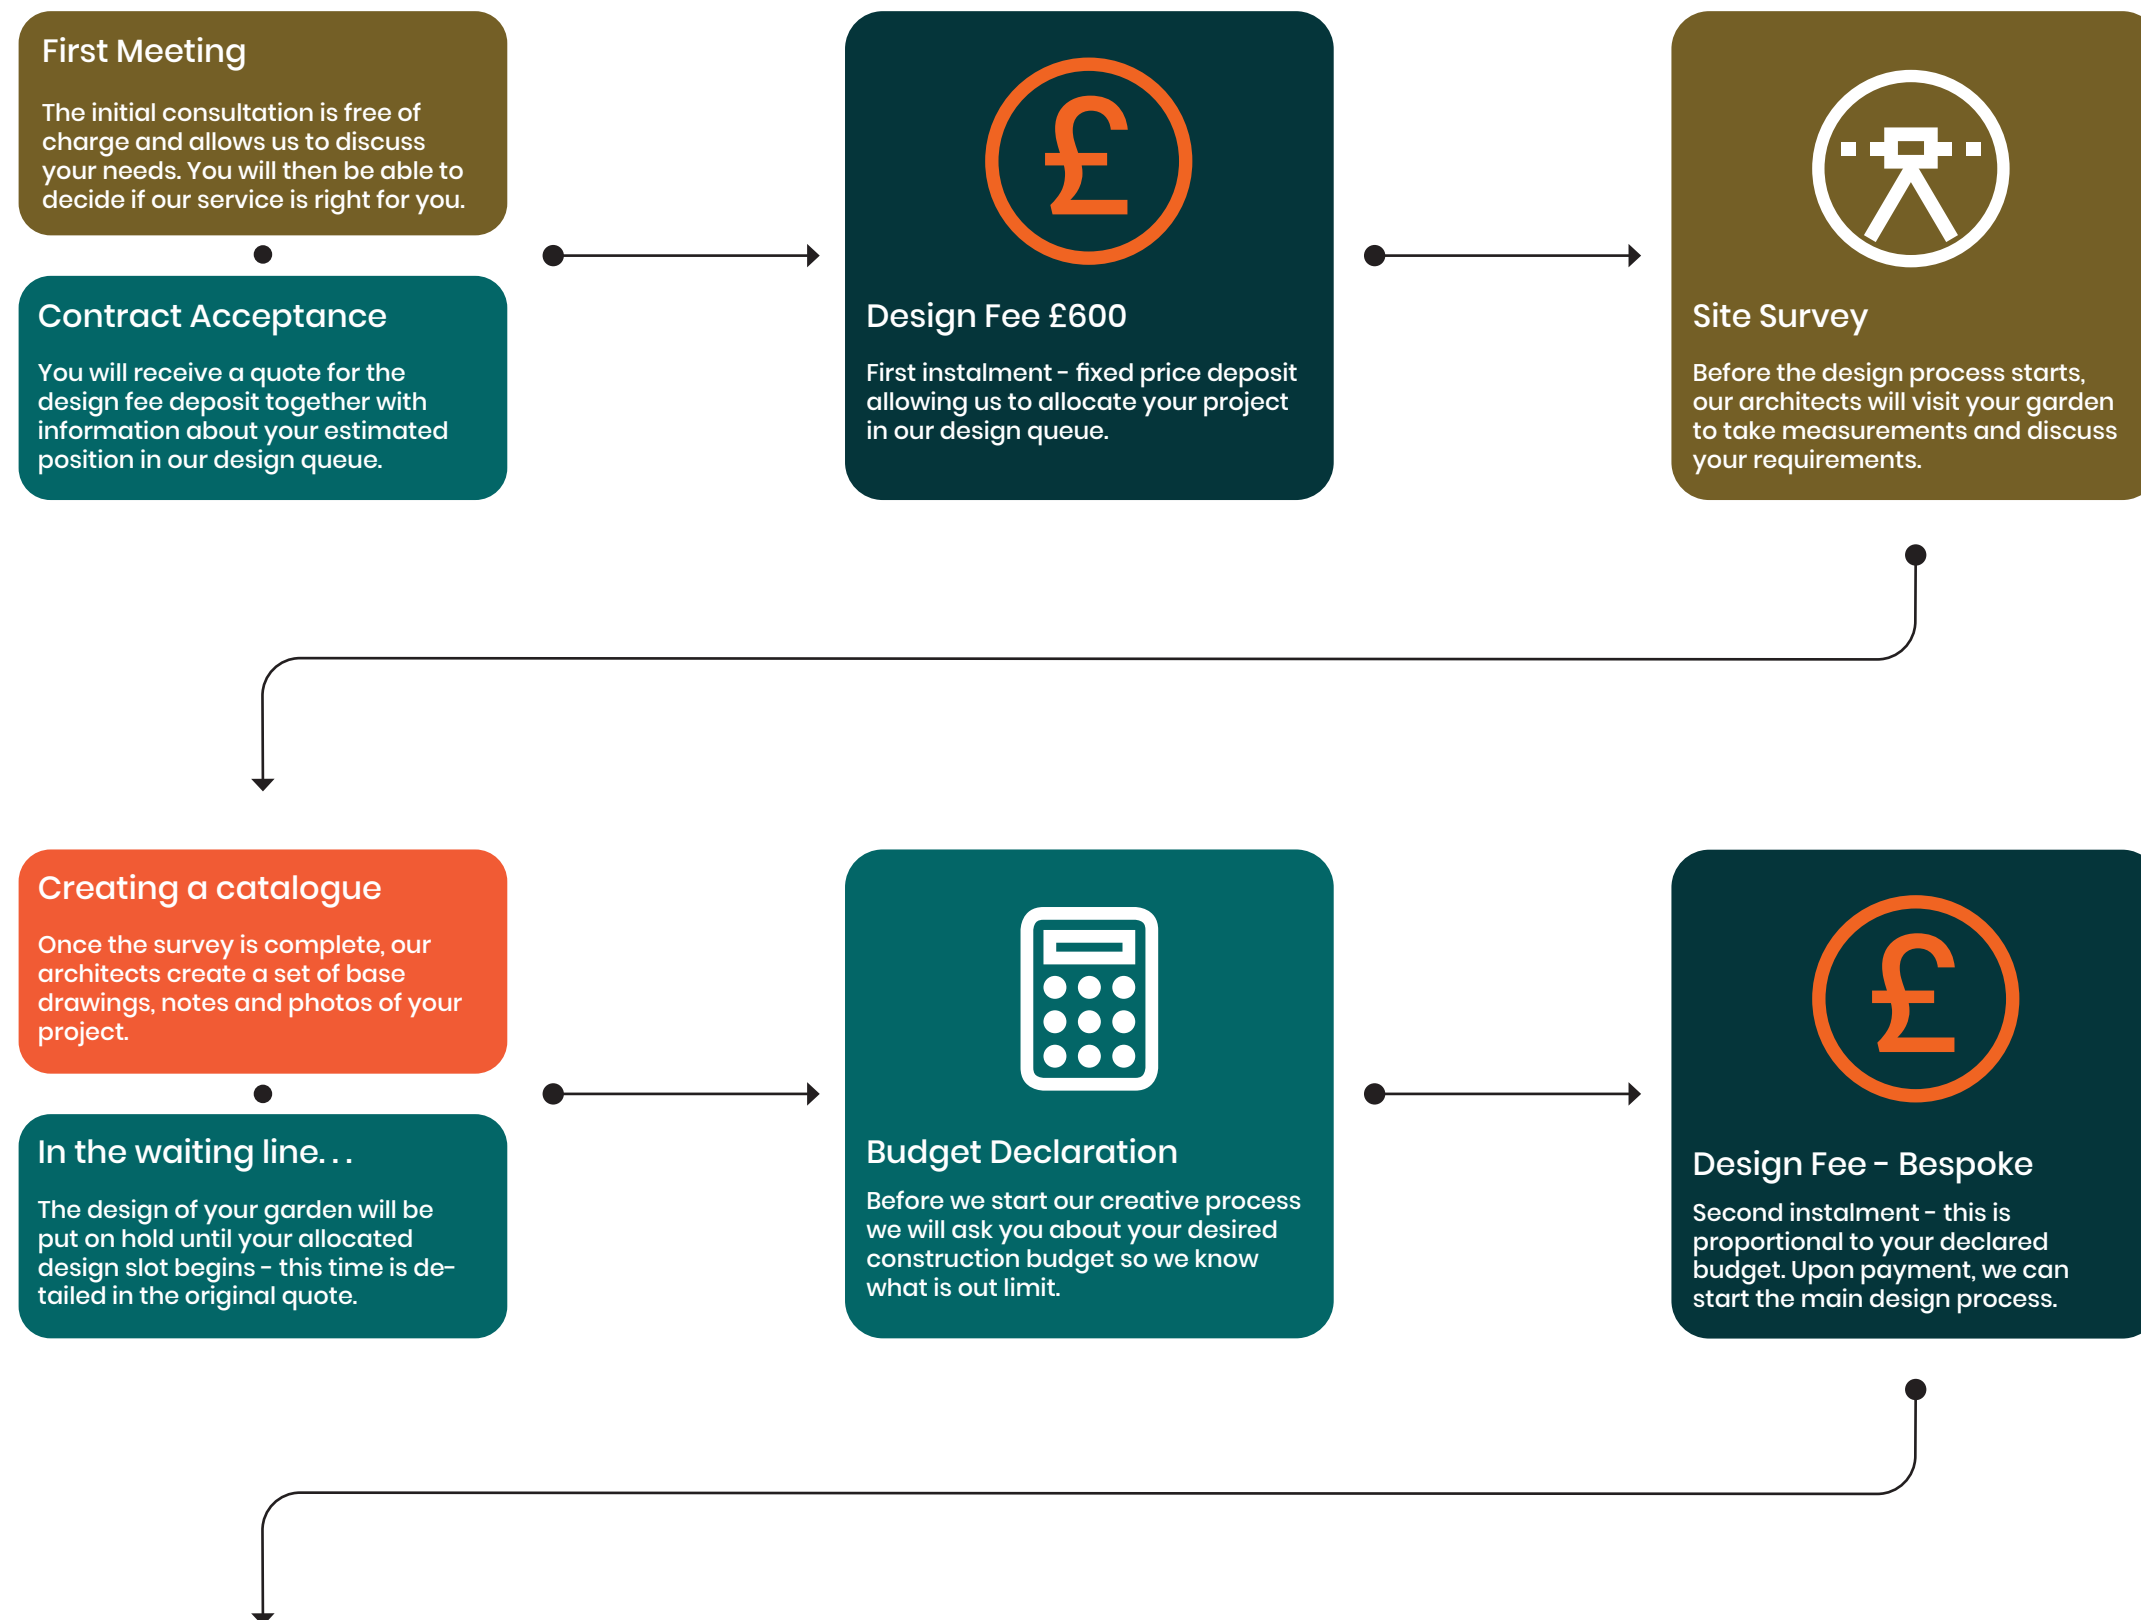 First Meeting
The initial consultation is free of
charge and allows us to discuss
your needs. You will then be able to
decide if our service is right for you.
Contract Acceptance
You will receive a quote for the
design fee deposit together with
information about your estimated
position in our design queue.
£
Design Fee £600
First instalment - fixed price deposit
allowing us to allocate your project
in our design queue.
Site Survey
Before the design process starts,
our architects will visit your garden
to take measurements and discuss
your requirements.
Creating a catalogue
Once the survey is complete, our
architects create a set of base
drawings, notes and photos of your
project.
In the waiting line...
The design of your garden will be
put on hold until your allocated
design slot begins - this time is de-
tailed in the original quote.
Budget Declaration
Before we start our creative process
we will ask you about your desired
construction budget so we know
what is out limit.
£
Design Fee - Bespoke
Second instalment - this is
proportional to your declared
budget. Upon payment, we can
start the main design process.